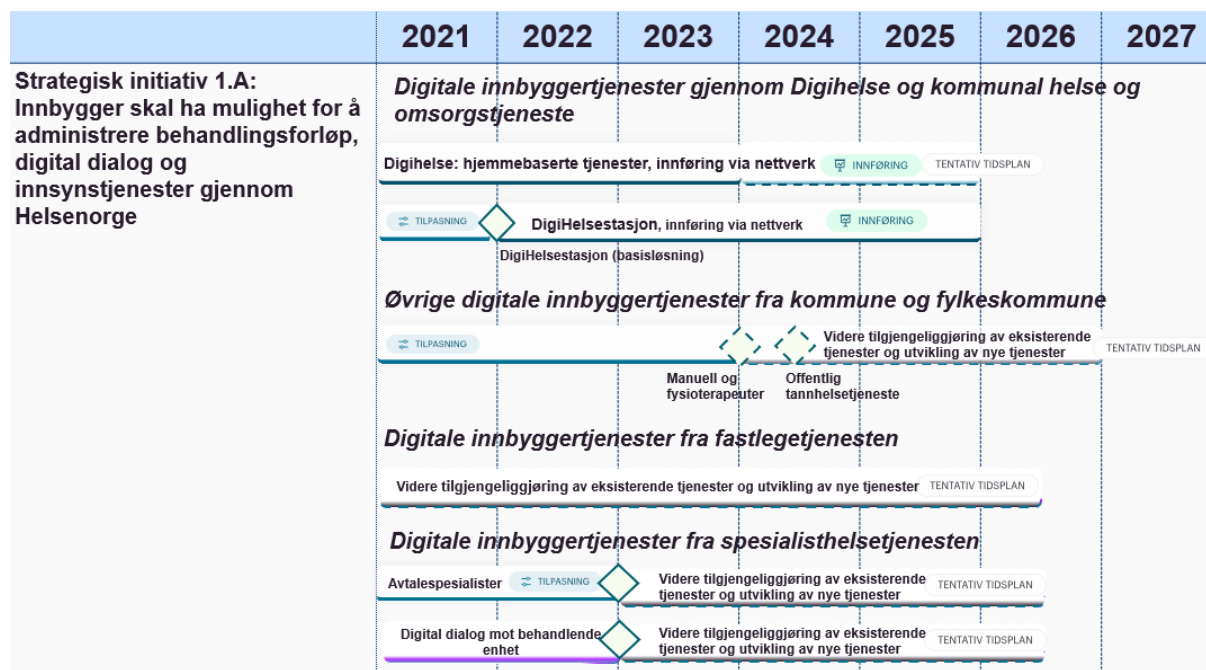 2021 2022 2023 2024 2025 2026 2027
Strategisk initiativ 1.A:
Innbygger skal ha mulighet for å
administrere behandlingsforløp,
digital dialog og
innsynstjenester gjennom
Helsenorge
Digitale innbyggertjenester gjennom Digihelse og kommunal helse og
omsorgstjeneste
Digihelse: hjemmebaserte tjenester, innføring via nettverk INNFØRING TENTATIV TIDSPLAN
TILPASNING DigiHelsestasjon, innføring via nettverk INNFØRING
DigiHelsestasjon (basisløsning)
Øvrige digitale innbyggertjenester fra kommune og fylkeskommune
TILPASNING
Videre tilgjengeliggjøring av eksisterende
tjenester og utvikling av nye tjenester
TENTATIV TIDSPLAN
Manuell og
fysioterapeuter
Offentlig
tannhelsetjeneste
Digitale innbyggertjenester fra fastlegetjenesten
Videre tilgjengeliggjøring av eksisterende tjenester og utvikling av nye tjenester TENTATIV TIDSPLAN
Digitale innbyggertjenester fra spesialisthelsetjenesten
Avtalespesialister TILPASNING
Videre tilgjengeliggjøring av eksisterende
tjenester og utvikling av nye tjenester
TENTATIV TIDSPLAN
Digital dialog mot behandlende
enhet
Videre tilgjengeliggjøring av eksisterende
tjenester og utvikling av nye tjenester
TENTATIV TIDSPLAN